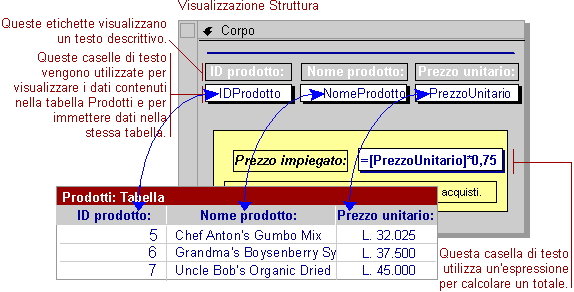 Visualizzazione Struttura
Queste etichette visualizzano
un testo descrittivo.
Queste caselle di testo
vengono utilizzate per
visualizzare i dati contenuti
nella tabella Prodotti e per
immettere dati nella
stessa tabella.
Corpo
ID prodotto: Nome prodotto: Prezzo unitario:
IDProdotto NomeProdotto PrezzoUnitario
Prezzo impiegato: =[PrezzoUnitario]*0,75
acquisti.
Prodotti: Tabella
ID prodotto: Nome prodotto: Prezzo unitario:
5 Chef Anton's Gumbo Mix L. 32.025
6 Grandma's Boysenberry Sy L. 37.500
7 Uncle Bob's Organic Dried L. 45.000
Questa casella di testo
utilizza un'espressione
per calcolare un totale.